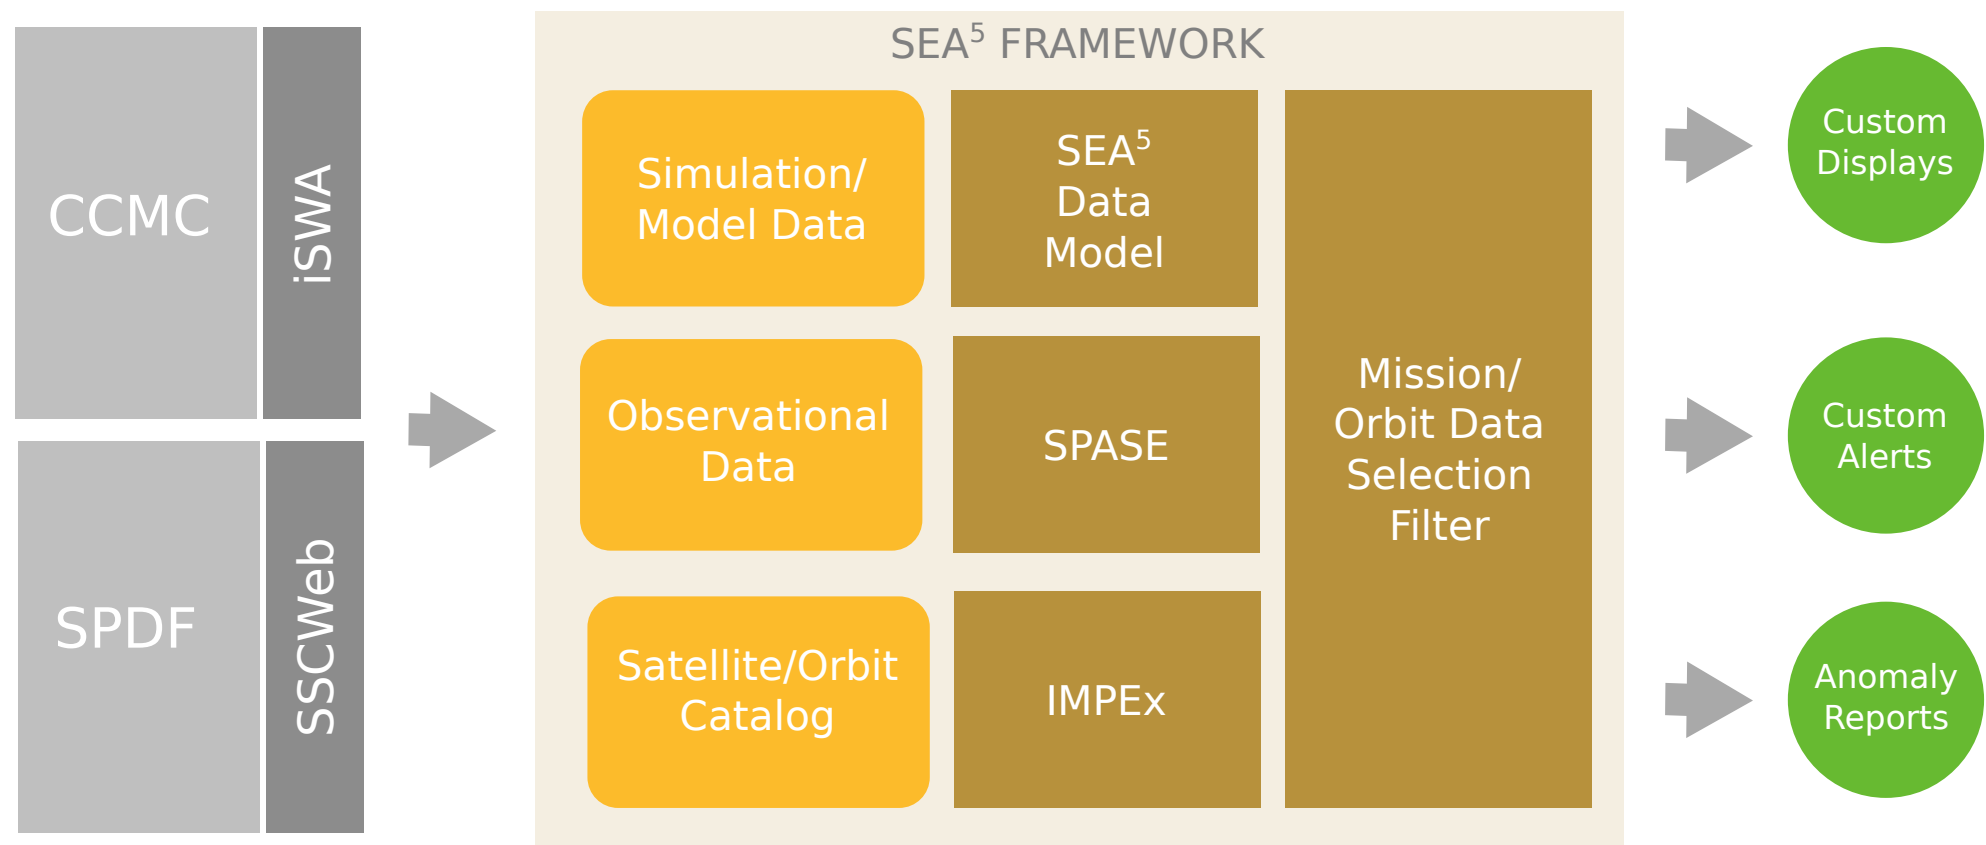 SEA⁵ FRAMEWORK
CCMC
iSWA
SPDF
SSCWeb
Simulation/
Model Data
SEA⁵
Data
Model
Observational
Data
SPASE
Satellite/Orbit
Catalog
IMPEx
Mission/
Orbit Data
Selection
Filter
Custom
Displays
Custom
Alerts
Anomaly
Reports